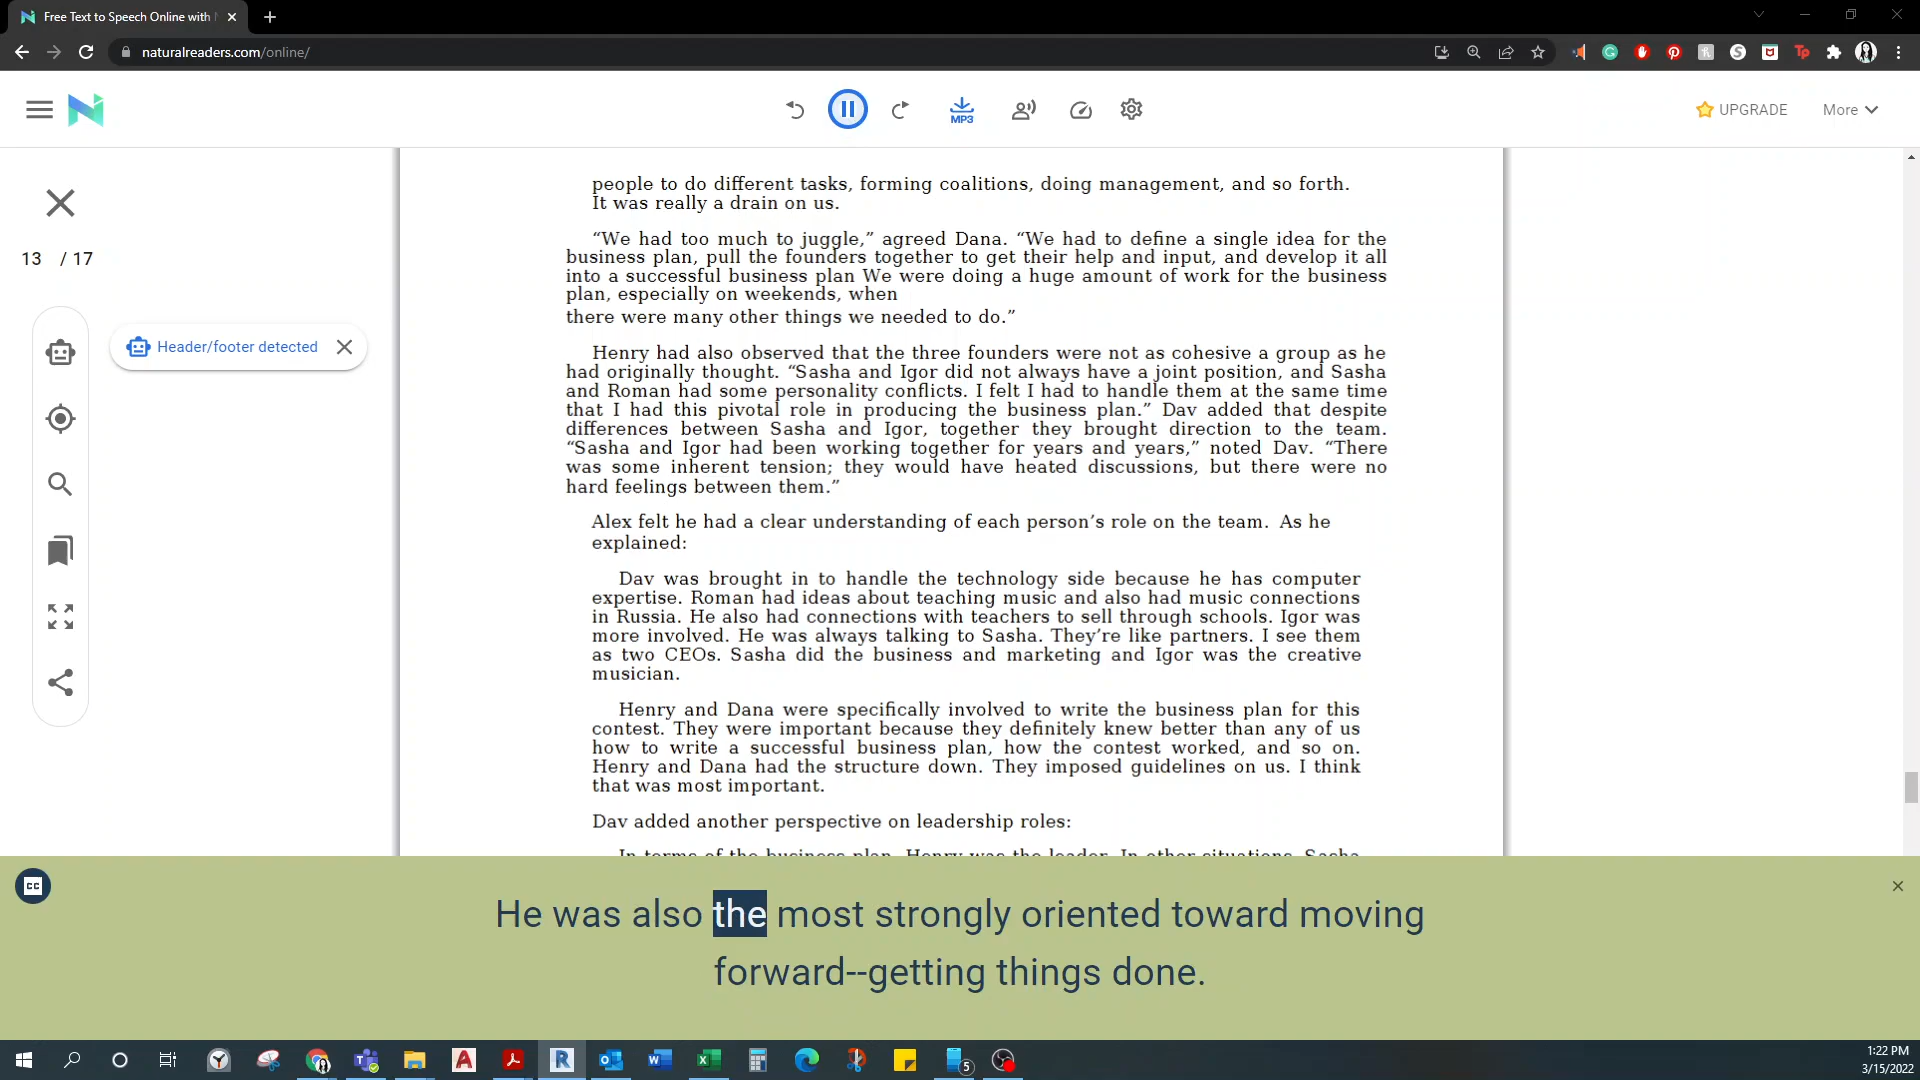 Free Text to Speech Online with
naturalreaders.com/online/
MP3
UPGRADE
More
13 / 17
Header/footer detected
people to do different tasks, forming coalitions, doing management, and so forth.
It was really a drain on us.
“We had too much to juggle,” agreed Dana. “We had to define a single idea for the
business plan, pull the founders together to get their help and input, and develop it all
into a successful business plan We were doing a huge amount of work for the business
plan, especially on weekends, when
there were many other things we needed to do.”
Henry had also observed that the three founders were not as cohesive a group as he
had originally thought. “Sasha and Igor did not always have a joint position, and Sasha
and Roman had some personality conflicts. I felt I had to handle them at the same time
that I had this pivotal role in producing the business plan.” Dav added that despite
differences between Sasha and Igor, together they brought direction to the team.
“Sasha and Igor had been working together for years and years,” noted Dav. “There
was some inherent tension; they would have heated discussions, but there were no
hard feelings between them.”
Alex felt he had a clear understanding of each person’s role on the team. As he
explained:
Dav was brought in to handle the technology side because he has computer
expertise. Roman had ideas about teaching music and also had music connections
in Russia. He also had connections with teachers to sell through schools. Igor was
more involved. He was always talking to Sasha. They’re like partners. I see them
as two CEOs. Sasha did the business and marketing and Igor was the creative
musician.
Henry and Dana were specifically involved to write the business plan for this
contest. They were important because they definitely knew better than any of us
how to write a successful business plan, how the contest worked, and so on.
Henry and Dana had the structure down. They imposed guidelines on us. I think
that was most important.
Dav added another perspective on leadership roles:
In terms of the business plan, Henry was the leader. In other situations, Sasha
CC
He was also the most strongly oriented toward moving
forward--getting things done.
5
1:22 PM
3/15/2022